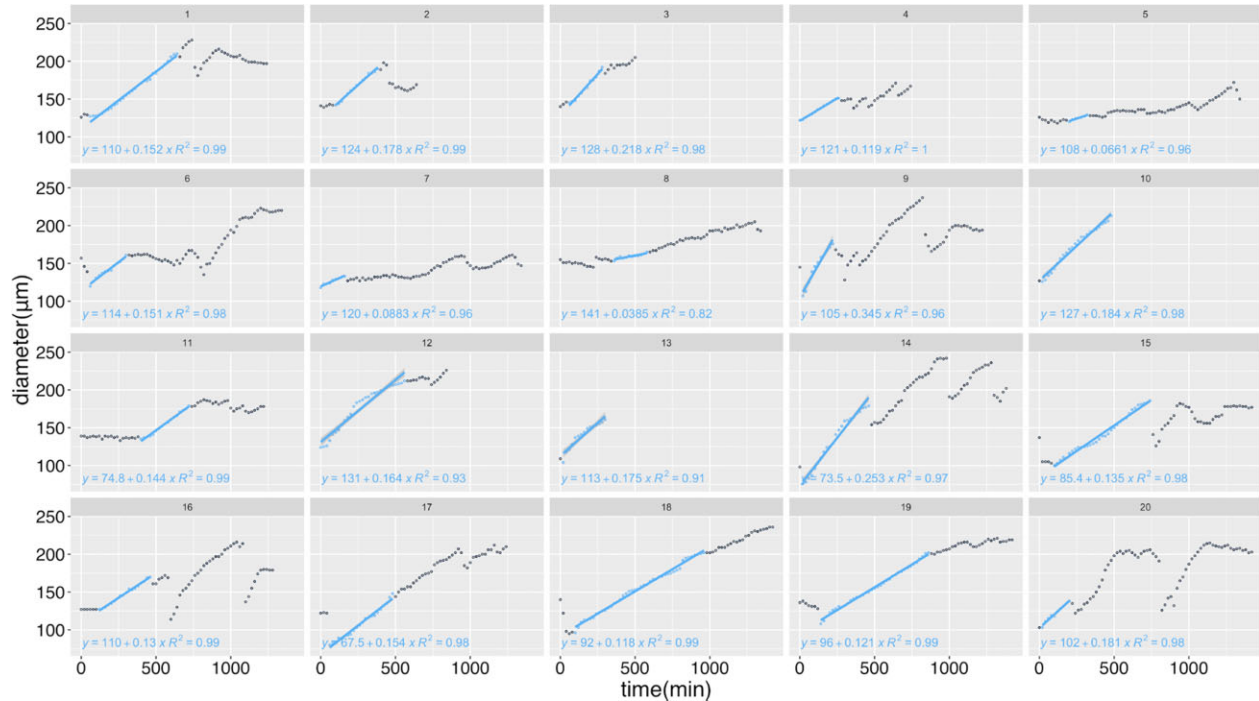 1 2 3 4 5
250
200
150
100
y = 110 + 0.152 x R² = 0.99
y = 124 + 0.178 x R² = 0.99
y = 128 + 0.218 x R² = 0.98
y = 121 + 0.119 x R² = 1
y = 108 + 0.0661 x R² = 0.96
6 7 8 9 10
250
200
150
100
y = 114 + 0.151 x R² = 0.98
y = 120 + 0.0883 x R² = 0.96
y = 141 + 0.0385 x R² = 0.82
y = 105 + 0.345 x R² = 0.96
y = 127 + 0.184 x R² = 0.98
diameter(μm)
11 12 13 14 15
250
200
150
100
y = 74.8 + 0.144 x R² = 0.99
y = 131 + 0.164 x R² = 0.93
y = 113 + 0.175 x R² = 0.91
y = 73.5 + 0.253 x R² = 0.97
y = 85.4 + 0.135 x R² = 0.98
16 17 18 19 20
250
200
150
100
y = 110 + 0.13 x R² = 0.99
y = 67.5 + 0.154 x R² = 0.98
y = 92 + 0.118 x R² = 0.99
y = 96 + 0.121 x R² = 0.99
y = 102 + 0.181 x R² = 0.98
0 500 1000 0 500 1000 0 500 1000 0 500 1000 0 500 1000
time(min)